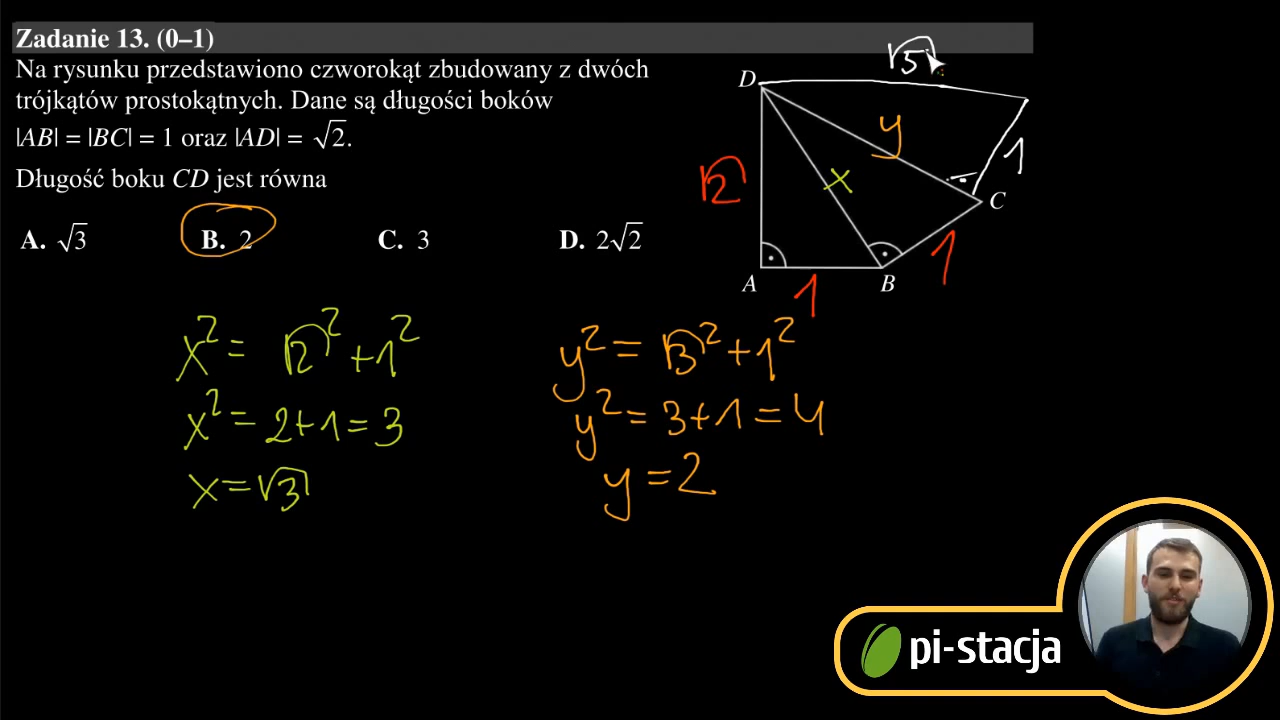 Zadanie 13. (0–1)
Na rysunku przedstawiono czworokąt zbudowany z dwóch
trójkątów prostokątnych. Dane są długości boków
|AB| = |BC| = 1 oraz |AD| = √2.
Długość boku CD jest równa
A. √3 B. 2 C. 3 D. 2√2
√5
D
y
1
√2
x
C
1
A
B
1
x² = √2² + 1²
x² = 2+1 = 3
x = √3
y² = √3² + 1²
y² = 3+1 = 4
y = 2
pi-stacja